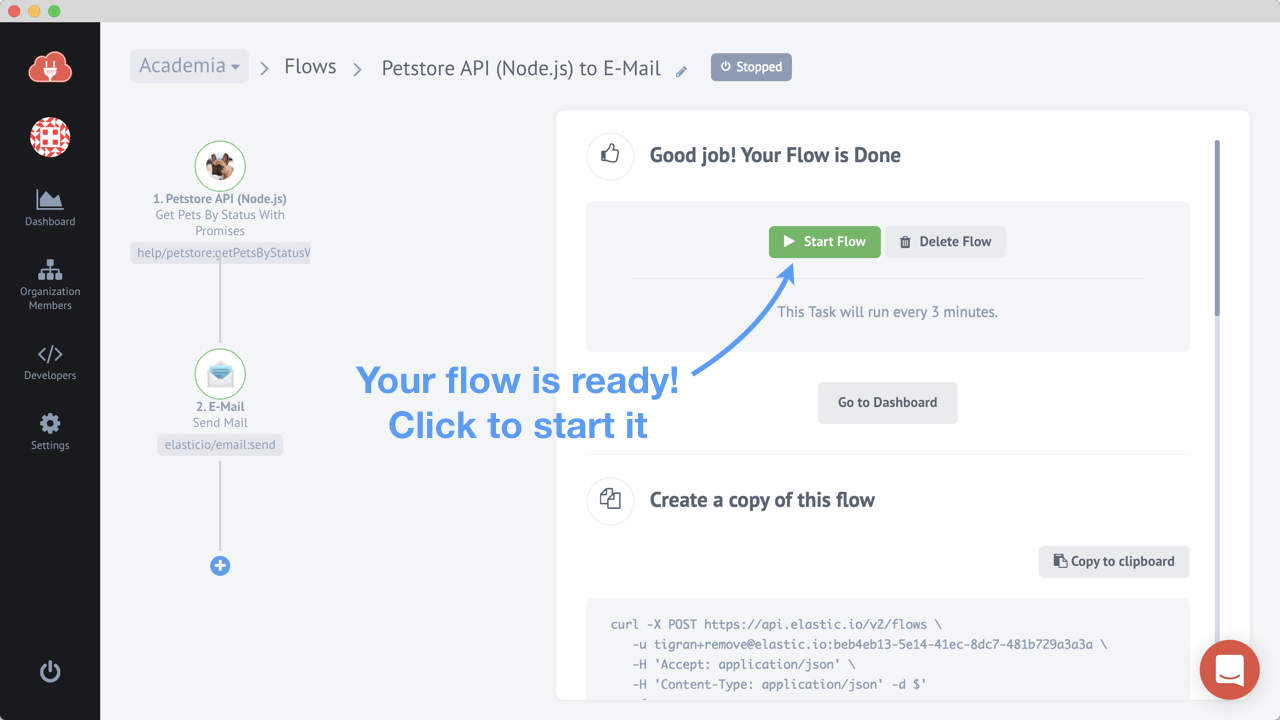 Academia
Flows
Petstore API (Node.js) to E-Mail
Stopped
Dashboard
Organization
Members
Developers
Settings
1. Petstore API (Node.js)
Get Pets By Status With
Promises
help/petstore:getPetsByStatusW
2. E-Mail
Send Mail
elasticio/email:send
Good job! Your Flow is Done
Start Flow
Delete Flow
This Task will run every 3 minutes.
Your flow is ready!
Click to start it
Go to Dashboard
Create a copy of this flow
Copy to clipboard
curl -X POST https://api.elastic.io/v2/flows \
-u tigran+remove@elastic.io:beb4eb13-5e14-41ec-8dc7-481b729a3a3a \
-H 'Accept: application/json' \
-H 'Content-Type: application/json' -d $'